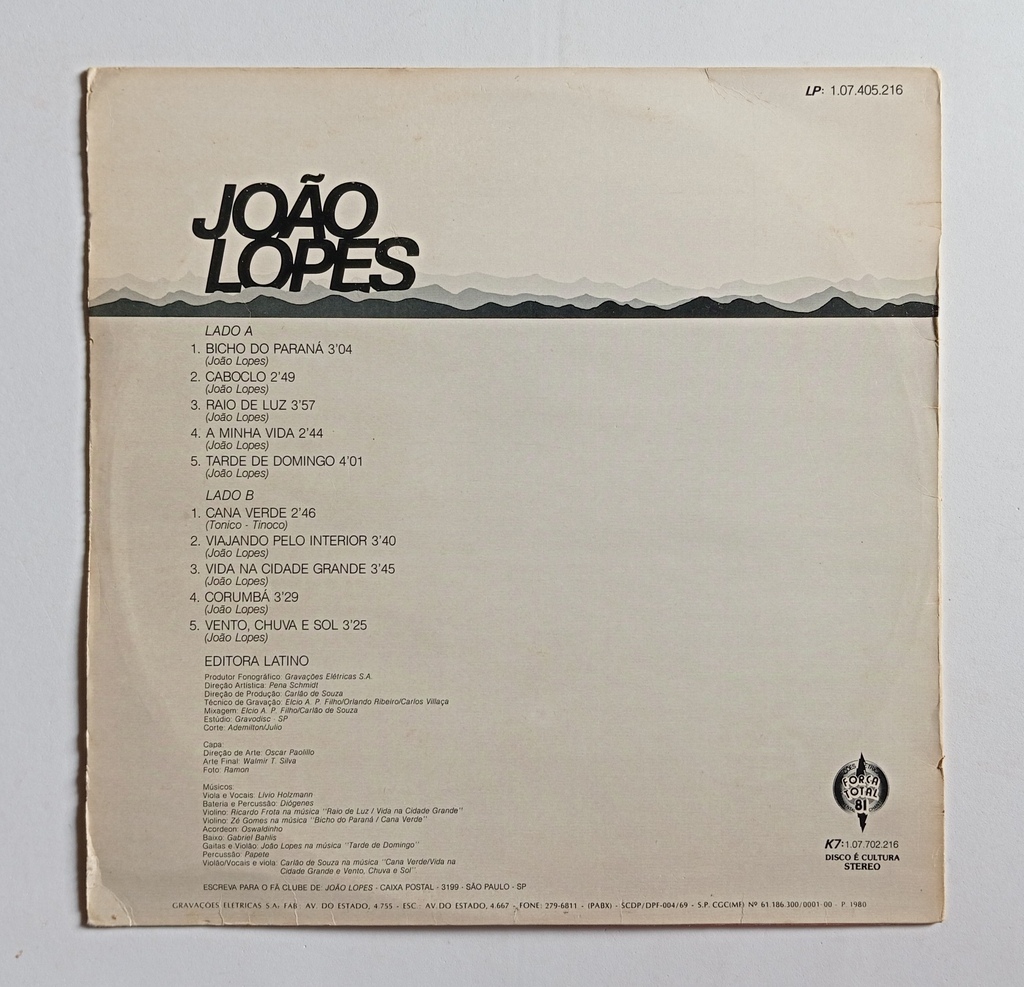 LP: 1.07.405.216
JOÃO
LOPES
LADO A
1. BICHO DO PARANÁ 3'04
(João Lopes)
2. CABOCLO 2'49
(João Lopes)
3. RAIO DE LUZ 3'57
(João Lopes)
4. A MINHA VIDA 2'44
(João Lopes)
5. TARDE DE DOMINGO 4'01
(João Lopes)
LADO B
1. CANA VERDE 2'46
(Tonico - Tinoco)
2. VIAJANDO PELO INTERIOR 3'40
(João Lopes)
3. VIDA NA CIDADE GRANDE 3'45
(João Lopes)
4. CORUMBÁ 3'29
(João Lopes)
5. VENTO, CHUVA E SOL 3'25
(João Lopes)
EDITORA LATINO
Produtor Fonográfico: Gravações Elétricas S.A.
Direção Artística: Pena Schmidt
Direção de Produção: Carlão de Souza
Técnico de Gravação: Elcio A. P. Filho/Orlando Ribeiro/Carlos Villaça
Mixagem: Elcio A. P. Filho/Carlão de Souza
Estúdio: Gravodisc - SP
Corte: Ademilton/Julio
Capa:
Direção de Arte: Oscar Paolillo
Arte Final: Walmir T. Silva
Foto: Ramon
Músicos:
Viola e Vocais: Lívio Holzmann
Bateria e Percussão: Diógenes
Violino: Ricardo Frota na música "Raio de Luz / Vida na Cidade Grande"
Violino: Zé Gomes na música "Bicho do Paraná / Cana Verde"
Acordeon: Oswaldinho
Baixo: Gabriel Bahlis
Gaitas e Violão: João Lopes na música "Tarde de Domingo"
Percussão: Papete
Violão/Vocais e viola: Carlão de Souza na música "Cana Verde/Vida na
Cidade Grande e Vento, Chuva e Sol"
ESCREVA PARA O FÃ CLUBE DE: JOÃO LOPES - CAIXA POSTAL - 3199 - SÃO PAULO - SP
FORÇA
TOTAL
81
K7: 1.07.702.216
DISCO É CULTURA
STEREO
GRAVAÇÕES ELÉTRICAS S.A: FAB: AV. DO ESTADO, 4.755 - ESC: AV. DO ESTADO, 4.667 - FONE: 279-6811 - (PABX) - SCDP/DPF-004/69 - S.P. CGC(MF) Nº 61.186.300/0001-00 - P. 1980